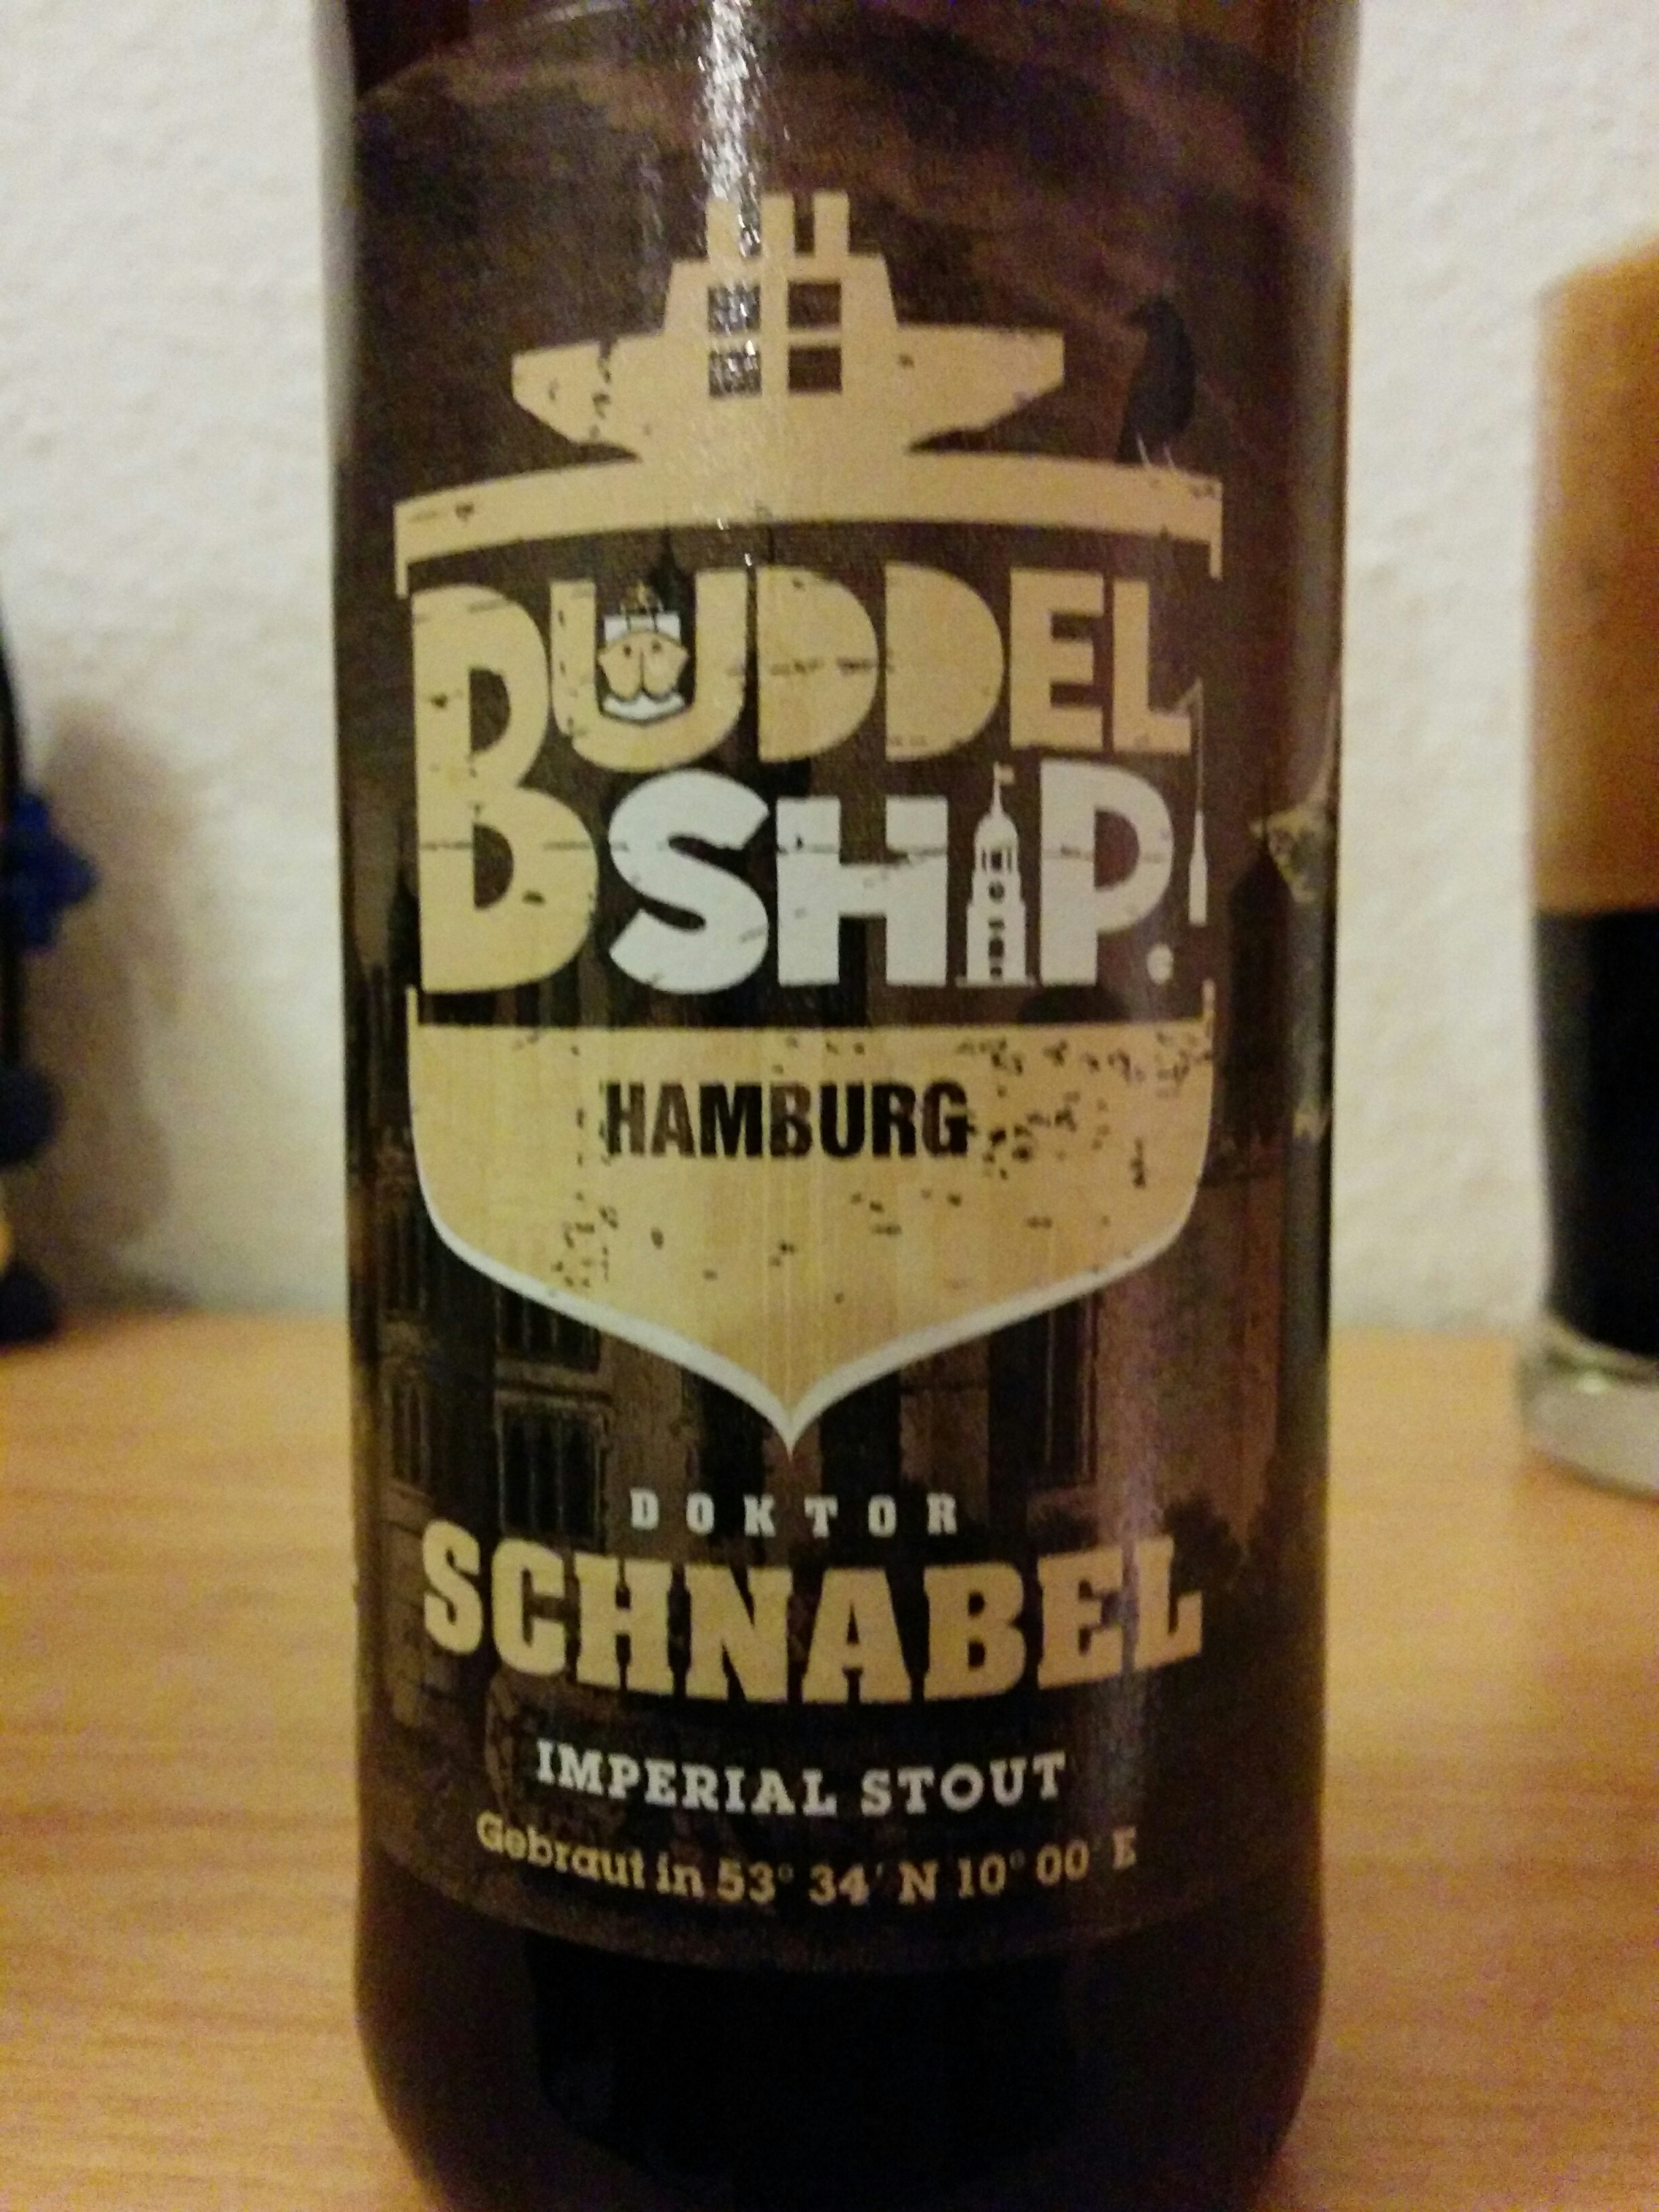 BUDDEL
SHIP.
HAMBURG
DOKTOR
SCHNABEL
IMPERIAL STOUT
Gebraut in 53° 34' N 10° 00' E